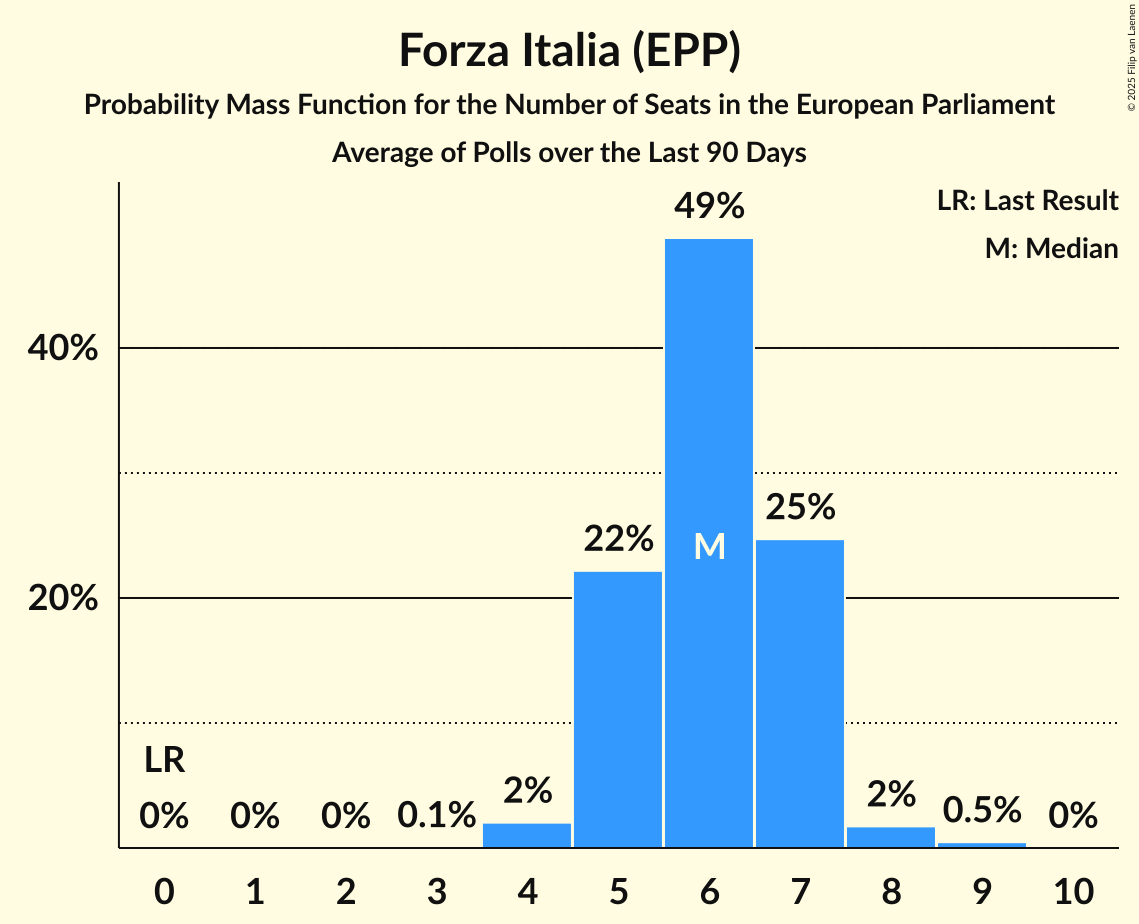 Forza Italia (EPP)
Probability Mass Function for the Number of Seats in the European Parliament
Average of Polls over the Last 90 Days
© 2025 Filip van Laenen
LR: Last Result
M: Median
49%
40%
25%
22%
M
20%
LR
0% 0% 0% 0.1% 2% 2% 0.5% 0%
0 1 2 3 4 5 6 7 8 9 10